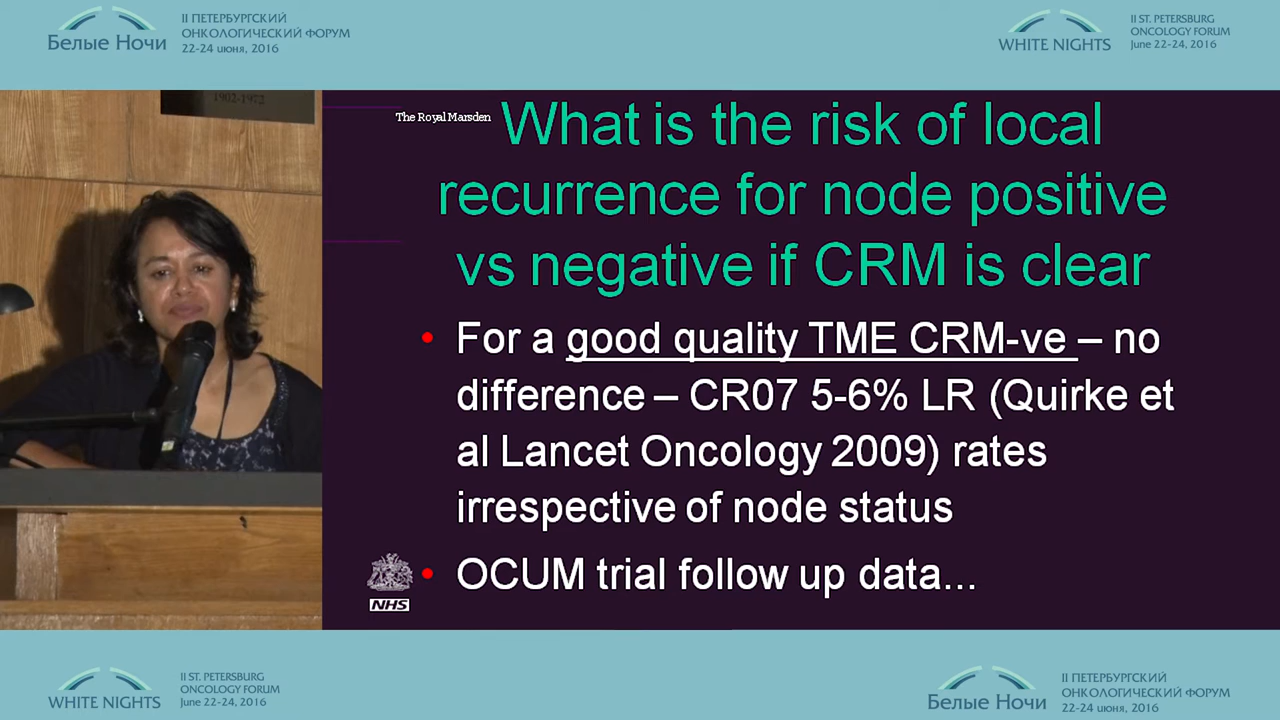 Белые Ночи
II ПЕТЕРБУРГСКИЙ
ОНКОЛОГИЧЕСКИЙ ФОРУМ
22-24 июня, 2016
WHITE NIGHTS
II ST. PETERSBURG
ONCOLOGY FORUM
June 22-24, 2016
1902-1972
The Royal Marsden
What is the risk of local
recurrence for node positive
vs negative if CRM is clear
• For a good quality TME CRM-ve – no
difference – CR07 5-6% LR (Quirke et
al Lancet Oncology 2009) rates
irrespective of node status
• OCUM trial follow up data...
NHS
WHITE NIGHTS
II ST. PETERSBURG
ONCOLOGY FORUM
June 22-24, 2016
Белые Ночи
II ПЕТЕРБУРГСКИЙ
ОНКОЛОГИЧЕСКИЙ ФОРУМ
22-24 июня, 2016